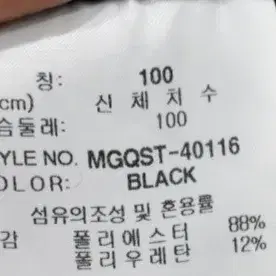 칭: 100
cm) 신 체 치 수
슴둘레: 100
YLE NO. MGQST-40116
OLOR: BLACK
섬유의조성 및 혼용률
감 폴리에스터 88%
폴리우레탄 12%